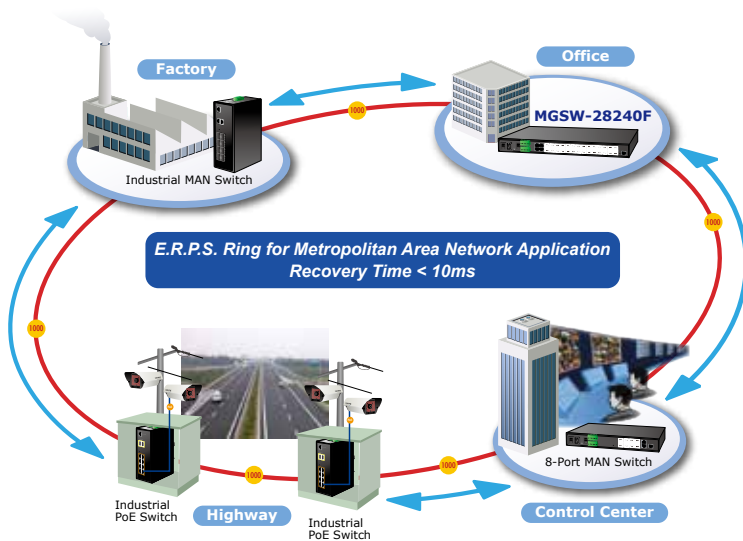 Factory
Office
1000
MGSW-28240F
Industrial MAN Switch
1000
E.R.P.S. Ring for Metropolitan Area Network Application
Recovery Time < 10ms
1000
8-Port MAN Switch
1000
1000
Industrial
PoE Switch
Highway
Industrial
PoE Switch
Control Center